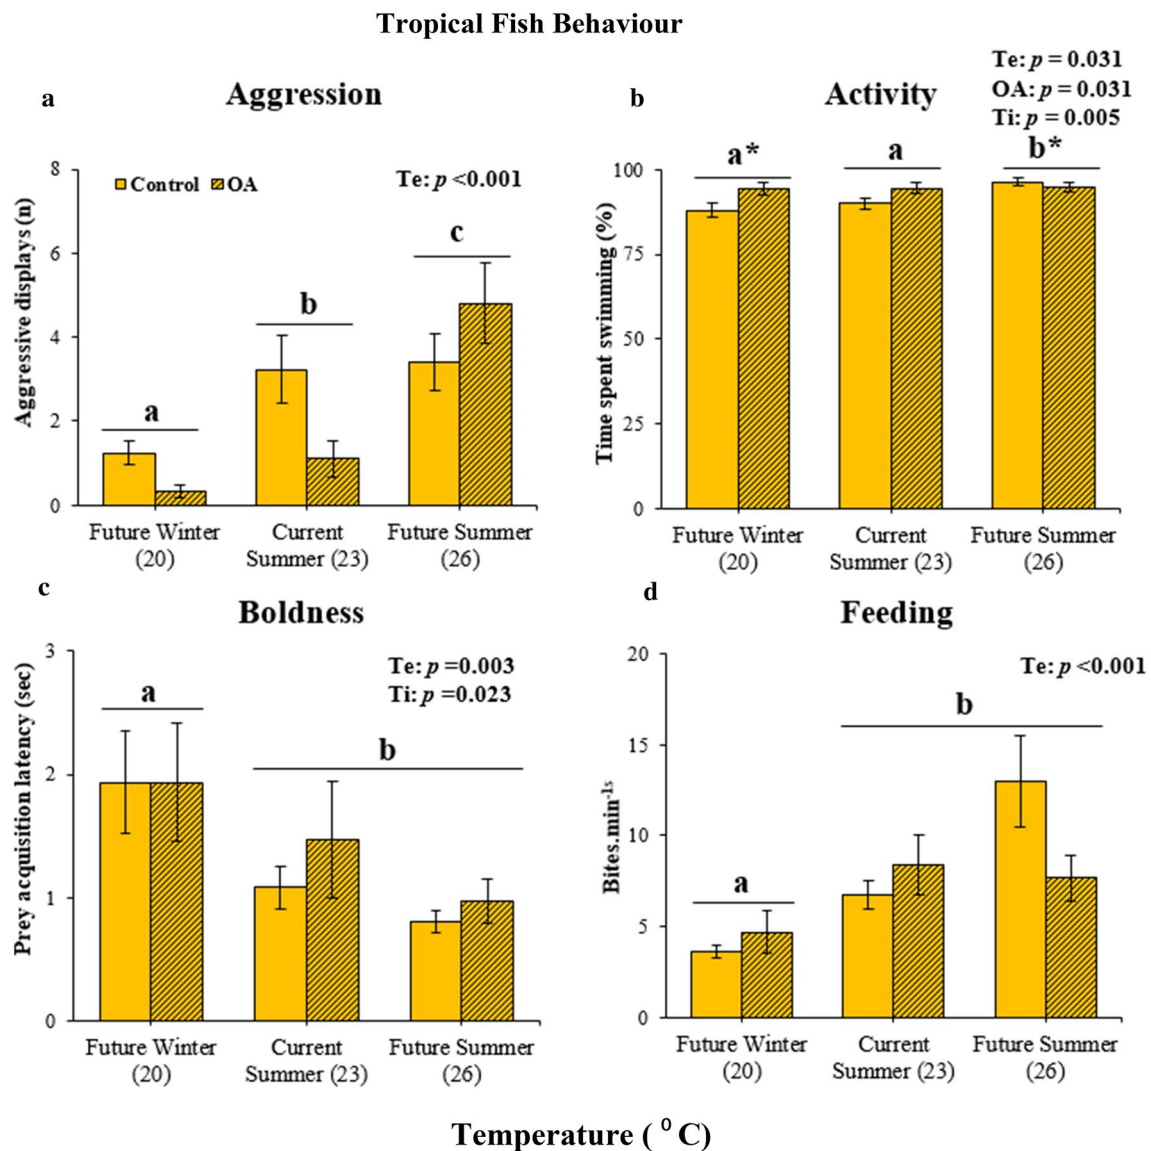 Tropical Fish Behaviour
a
Aggression
Te: p <0.001
Control OA
Aggressive displays (n)
8
6
4
2
0
a
b
c
Future Winter
(20)
Current
Summer (23)
Future Summer
(26)
b
Activity
Te: p = 0.031
OA: p = 0.031
Ti: p = 0.005
Time spent swimming (%)
100
75
50
25
0
a*
a
b*
Future Winter
(20)
Current
Summer (23)
Future Summer
(26)
c
Boldness
Te: p =0.003
Ti: p =0.023
Prey acquisition latency (sec)
3
2
1
0
a
b
Future Winter
(20)
Current
Summer (23)
Future Summer
(26)
d
Feeding
Te: p <0.001
Bites.min⁻¹ˢ
20
15
10
5
0
a
b
Future Winter
(20)
Current
Summer (23)
Future Summer
(26)
Temperature ( ⁰ C)